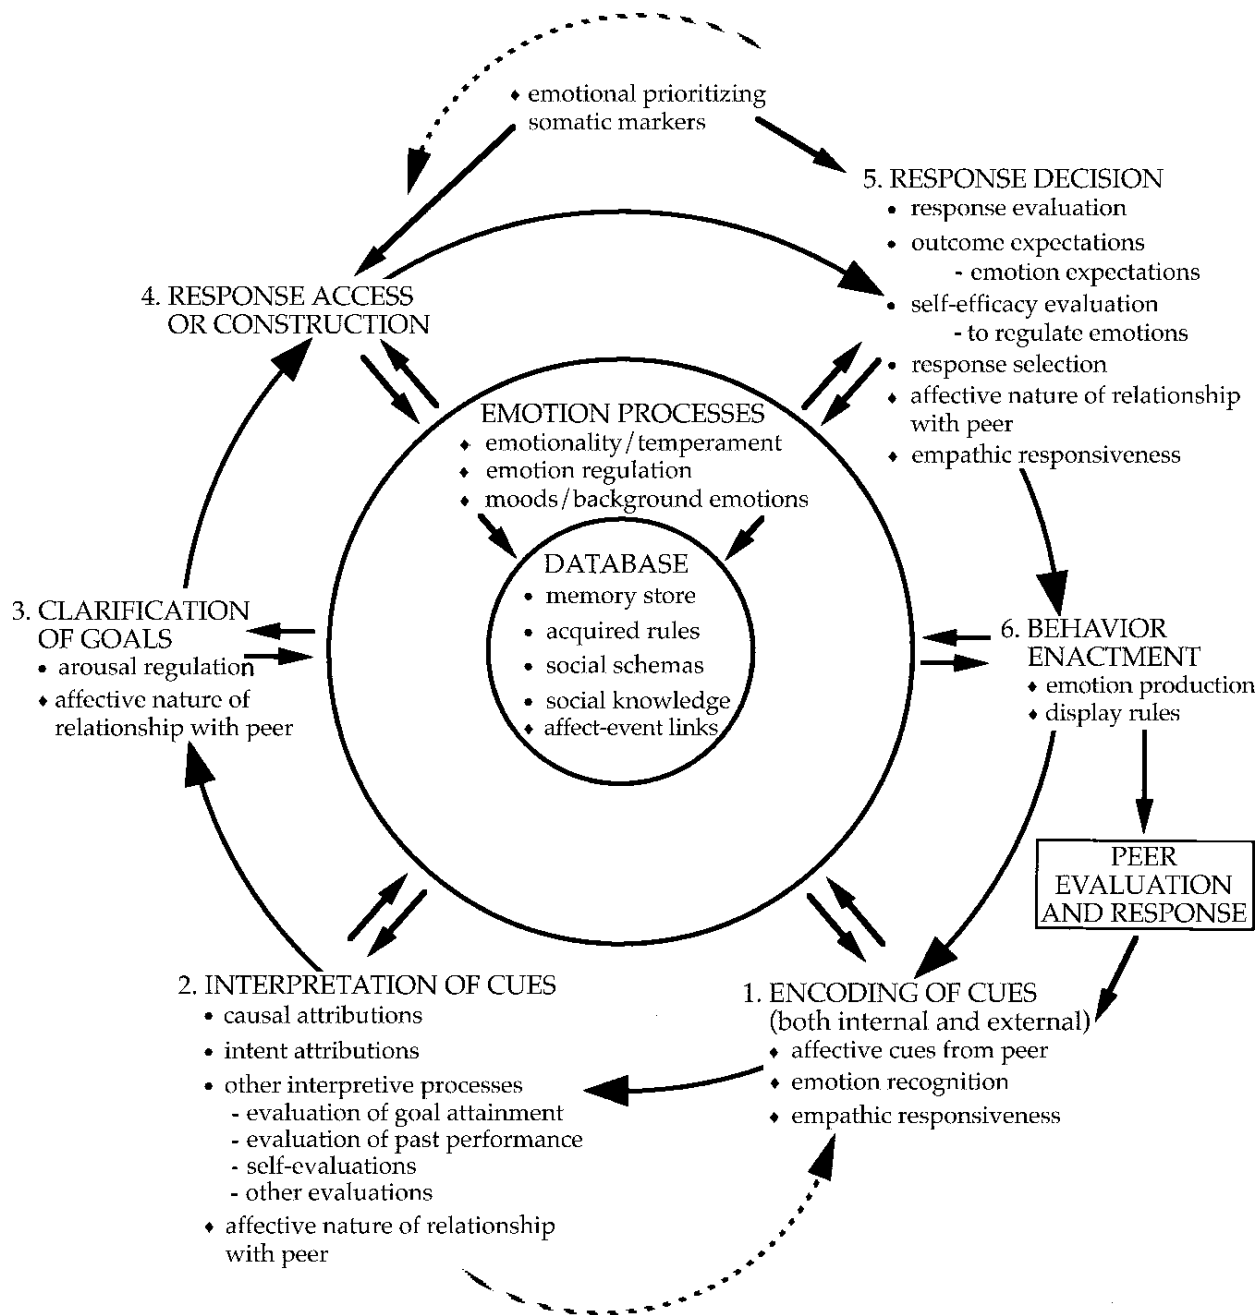 ♦ emotional prioritizing
somatic markers
5. RESPONSE DECISION
• response evaluation
• outcome expectations
- emotion expectations
• self-efficacy evaluation
- to regulate emotions
• response selection
♦ affective nature of relationship
with peer
♦ empathic responsiveness
4. RESPONSE ACCESS
OR CONSTRUCTION
EMOTION PROCESSES
♦ emotionality/temperament
♦ emotion regulation
♦ moods/background emotions
DATABASE
• memory store
• acquired rules
• social schemas
• social knowledge
♦ affect-event links
3. CLARIFICATION
OF GOALS
• arousal regulation
♦ affective nature of
relationship with peer
6. BEHAVIOR
ENACTMENT
♦ emotion production
♦ display rules
PEER
EVALUATION
AND RESPONSE
2. INTERPRETATION OF CUES
• causal attributions
• intent attributions
• other interpretive processes
- evaluation of goal attainment
- evaluation of past performance
- self-evaluations
- other evaluations
♦ affective nature of relationship
with peer
1. ENCODING OF CUES
(both internal and external)
♦ affective cues from peer
♦ emotion recognition
♦ empathic responsiveness